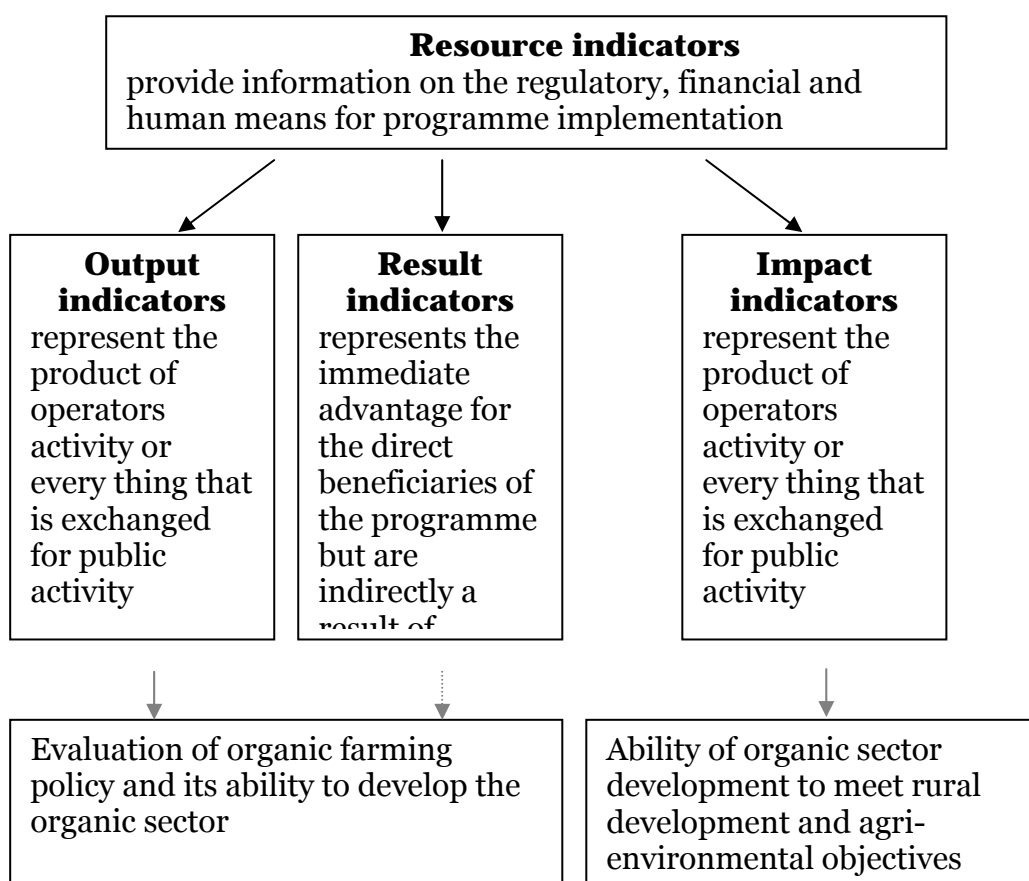 Resource indicators
provide information on the regulatory, financial and
human means for programme implementation
Output
indicators
represent the
product of
operators
activity or
every thing that
is exchanged
for public
activity
Result
indicators
represents the
immediate
advantage for
the direct
beneficiaries of
the programme
but are
indirectly a
result of
Impact
indicators
represent the
product of
operators
activity or
every thing that
is exchanged
for public
activity
Evaluation of organic farming
policy and its ability to develop the
organic sector
Ability of organic sector
development to meet rural
development and agri-
environmental objectives